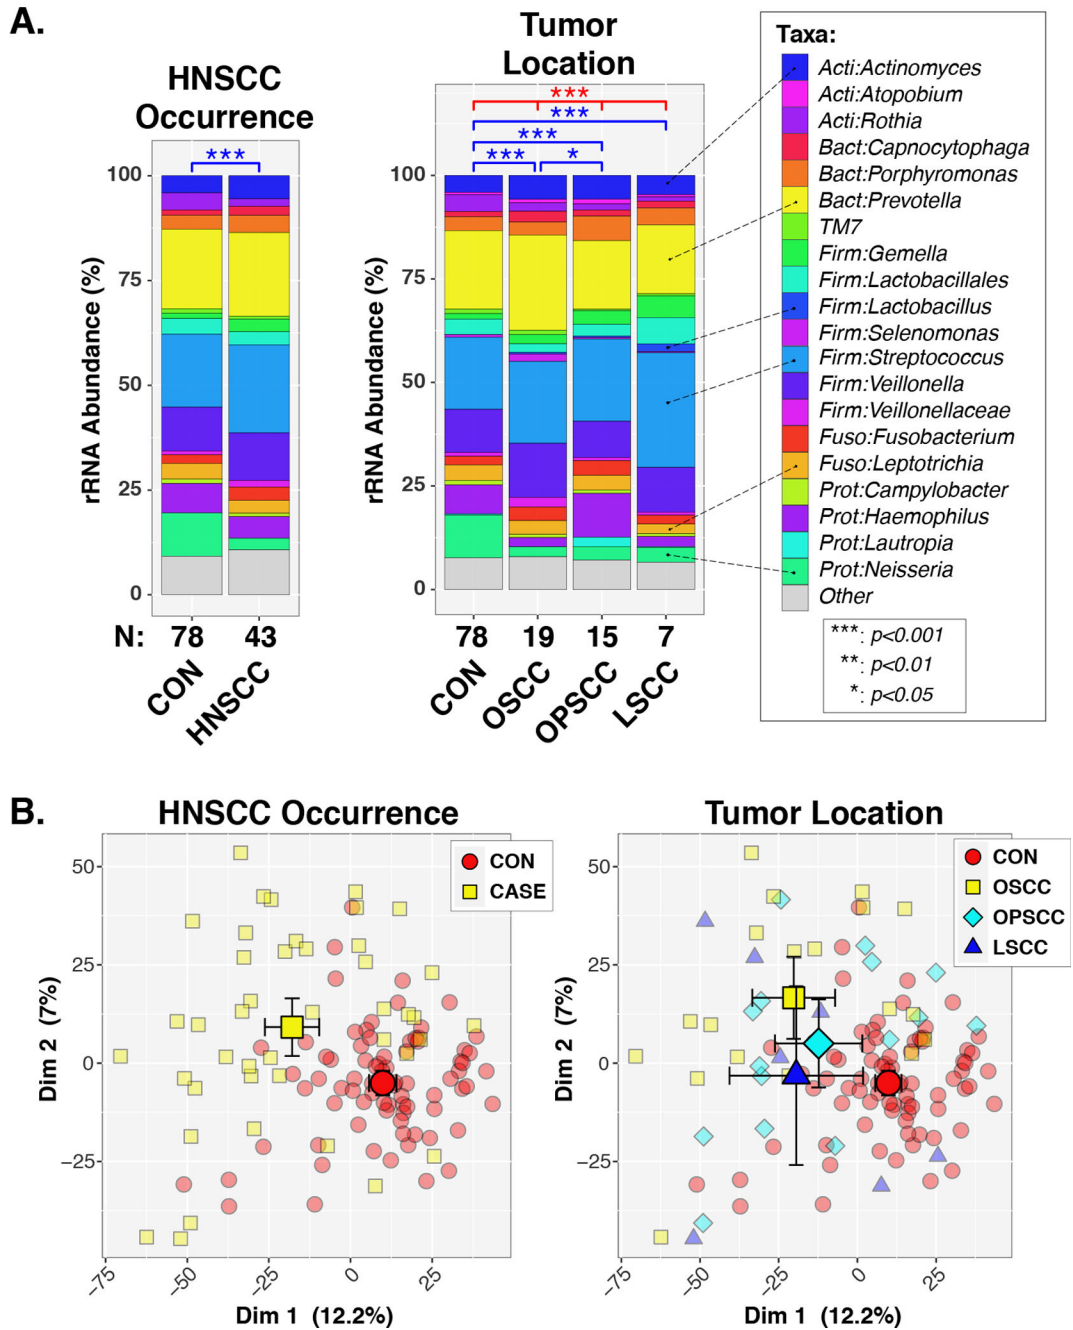 A.
HNSCC
Occurrence
Tumor
Location
***
***
***
***
***
*
rRNA Abundance (%)
100
75
50
25
0
rRNA Abundance (%)
100
75
50
25
0
N:
78
43
CON
HNSCC
78
19
15
7
CON
OSCC
OPSCC
LSCC
Taxa:
Acti:Actinomyces
Acti:Atopobium
Acti:Rothia
Bact:Capnocytophaga
Bact:Porphyromonas
Bact:Prevotella
TM7
Firm:Gemella
Firm:Lactobacillales
Firm:Lactobacillus
Firm:Selenomonas
Firm:Streptococcus
Firm:Veillonella
Firm:Veillonellaceae
Fuso:Fusobacterium
Fuso:Leptotrichia
Prot:Campylobacter
Prot:Haemophilus
Prot:Lautropia
Prot:Neisseria
Other
***: p<0.001
**: p<0.01
*: p<0.05
B.
HNSCC Occurrence
CON
CASE
Dim 2 (7%)
50
25
0
−25
−75
−50
−25
0
25
Dim 1 (12.2%)
Tumor Location
CON
OSCC
OPSCC
LSCC
Dim 2 (7%)
50
25
0
−25
−75
−50
−25
0
25
Dim 1 (12.2%)